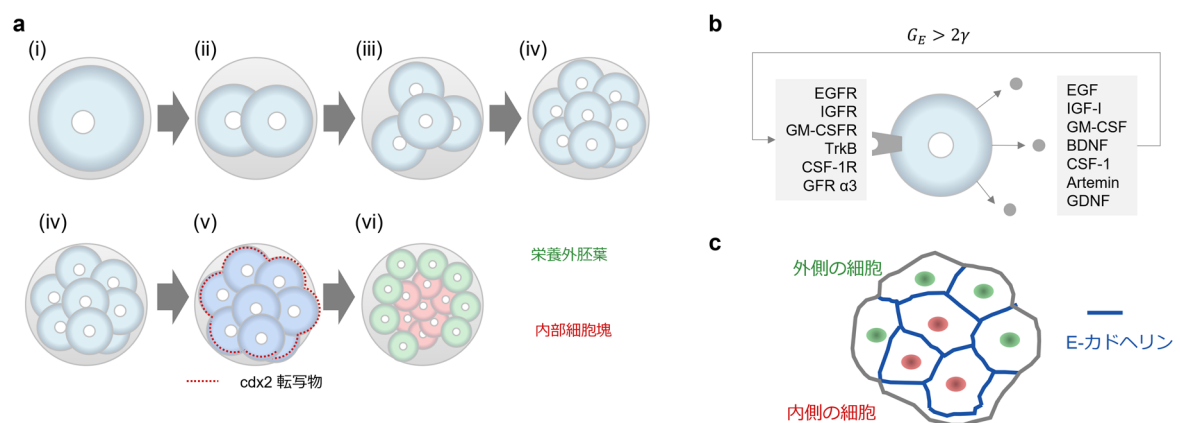 a
(i)
(ii)
(iii)
(iv)
(iv)
(v)
(vi)
栄養外胚葉
内部細胞塊
cdx2 転写物
b
G_E > 2γ
EGFR
IGFR
GM-CSFR
TrkB
CSF-1R
GFR α3
EGF
IGF-I
GM-CSF
BDNF
CSF-1
Artemin
GDNF
c
外側の細胞
E-カドヘリン
内側の細胞